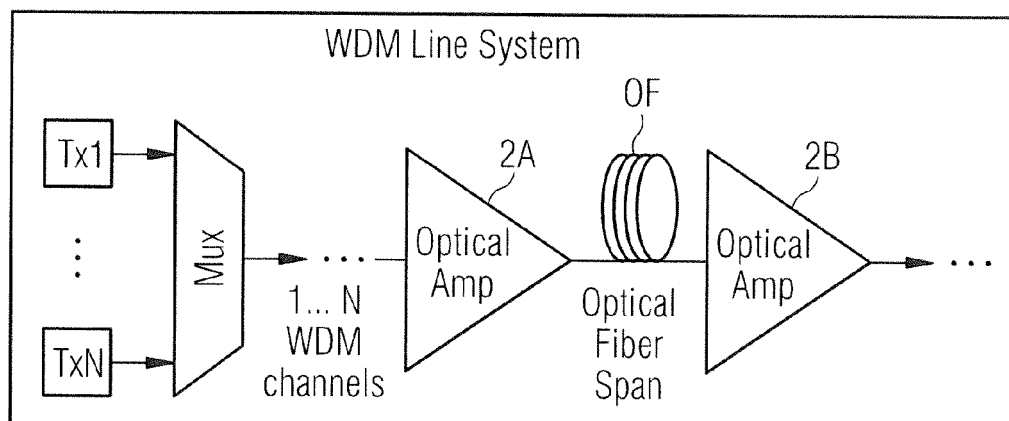 WDM Line System
Tx1
...
TxN
Mux
...
1... N
WDM
channels
2A
Optical
Amp
OF
Optical
Fiber
Span
2B
Optical
Amp
...